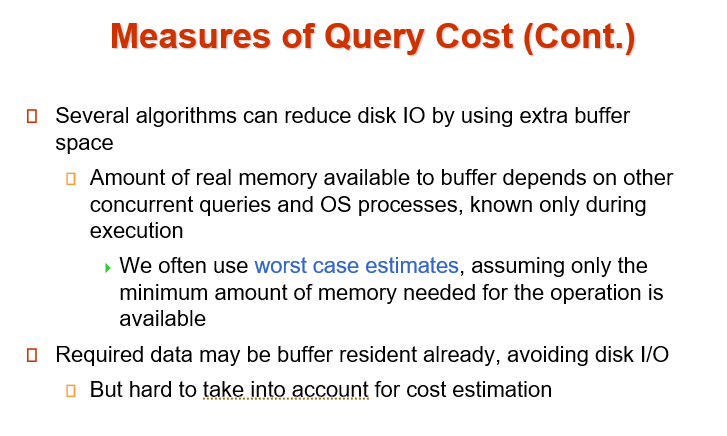 Measures of Query Cost (Cont.)
Several algorithms can reduce disk IO by using extra buffer
space
Amount of real memory available to buffer depends on other
concurrent queries and OS processes, known only during
execution
We often use worst case estimates, assuming only the
minimum amount of memory needed for the operation is
available
Required data may be buffer resident already, avoiding disk I/O
But hard to take into account for cost estimation